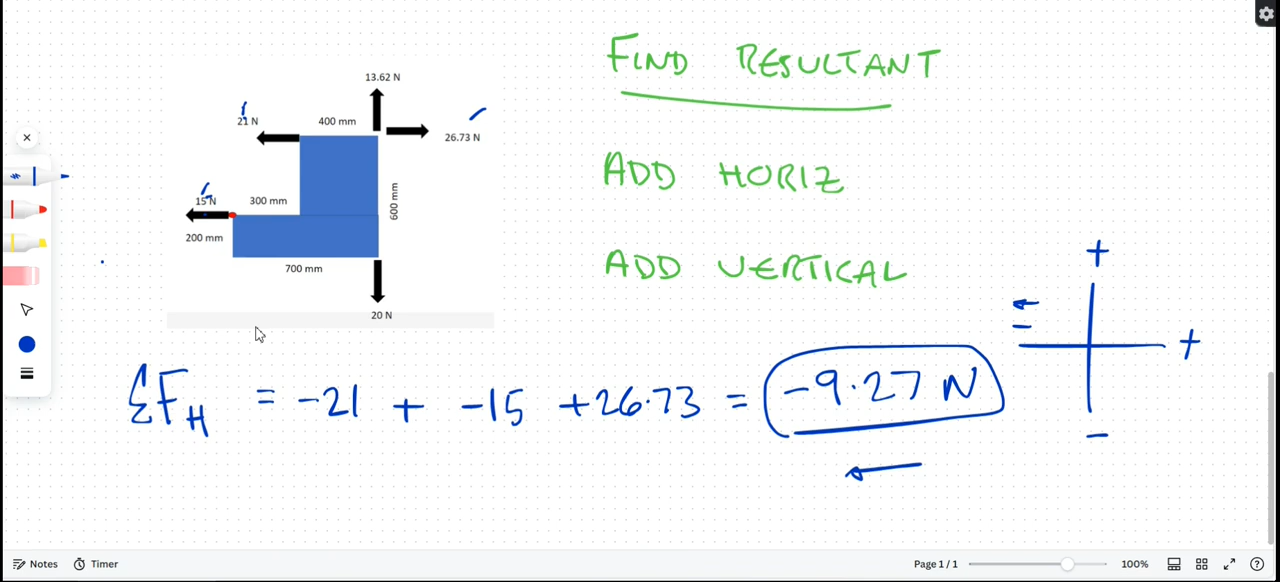 FIND RESULTANT
13.62 N
21 N
400 mm
26.73 N
ADD HORIZ
15 N
300 mm
600 mm
200 mm
700 mm
ADD VERTICAL
20 N
+
− +
−
ΣFH = -21 + -15 +26.73 = -9.27 N
Notes Timer Page 1 / 1 100%